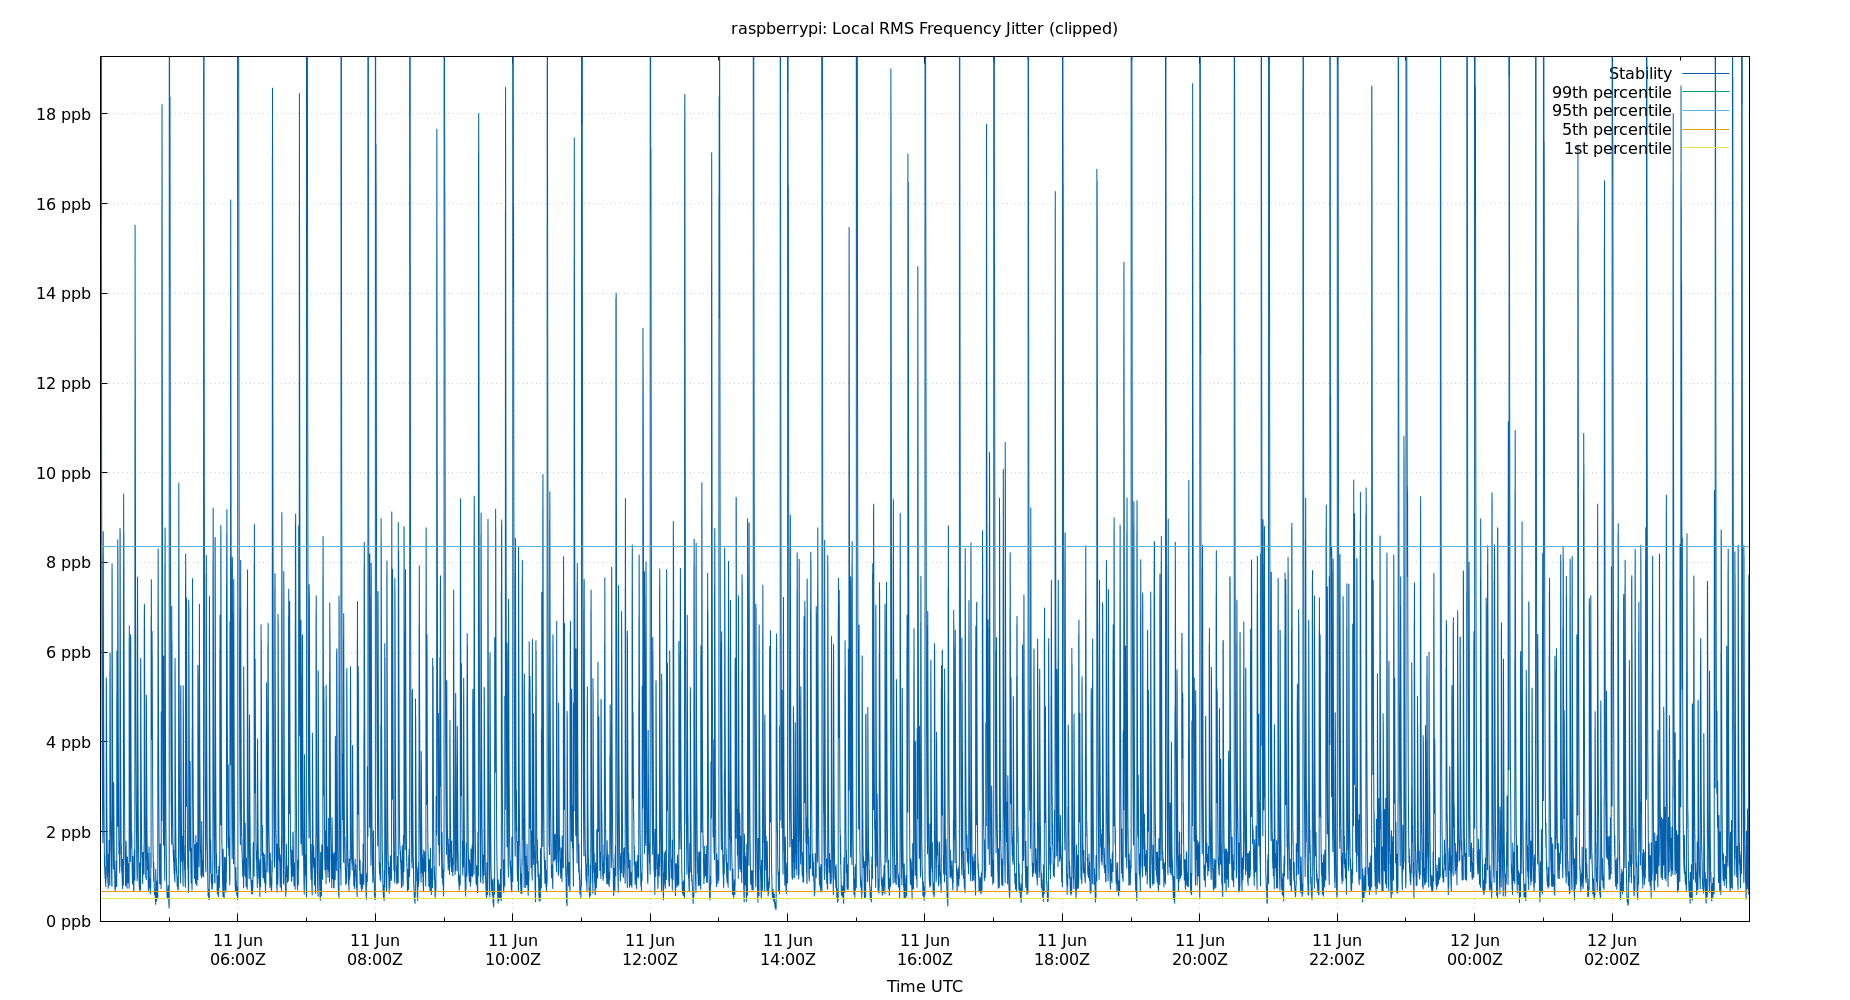 raspberrypi: Local RMS Frequency Jitter (clipped)
Stability
99th percentile
95th percentile
5th percentile
1st percentile
18 ppb
16 ppb
14 ppb
12 ppb
10 ppb
8 ppb
6 ppb
4 ppb
2 ppb
0 ppb
11 Jun 11 Jun 11 Jun 11 Jun 11 Jun 11 Jun 11 Jun 11 Jun 11 Jun 12 Jun 12 Jun
06:00Z 08:00Z 10:00Z 12:00Z 14:00Z 16:00Z 18:00Z 20:00Z 22:00Z 00:00Z 02:00Z
Time UTC